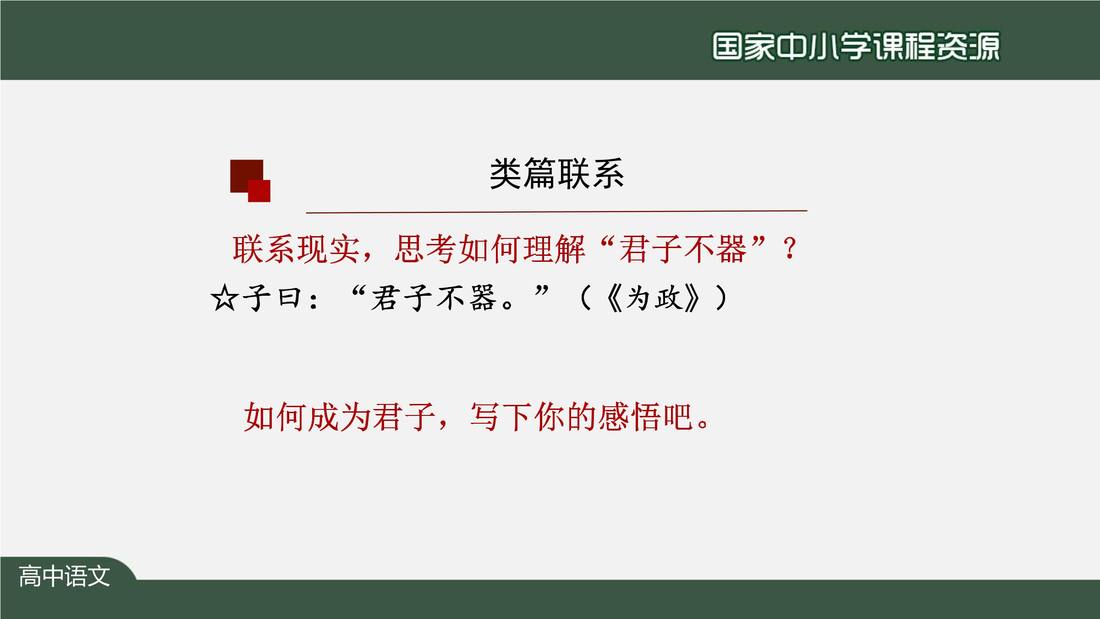 国家中小学课程资源
类篇联系
联系现实，思考如何理解“君子不器”？
☆子曰：“君子不器。”（《为政》）
如何成为君子，写下你的感悟吧。
高中语文